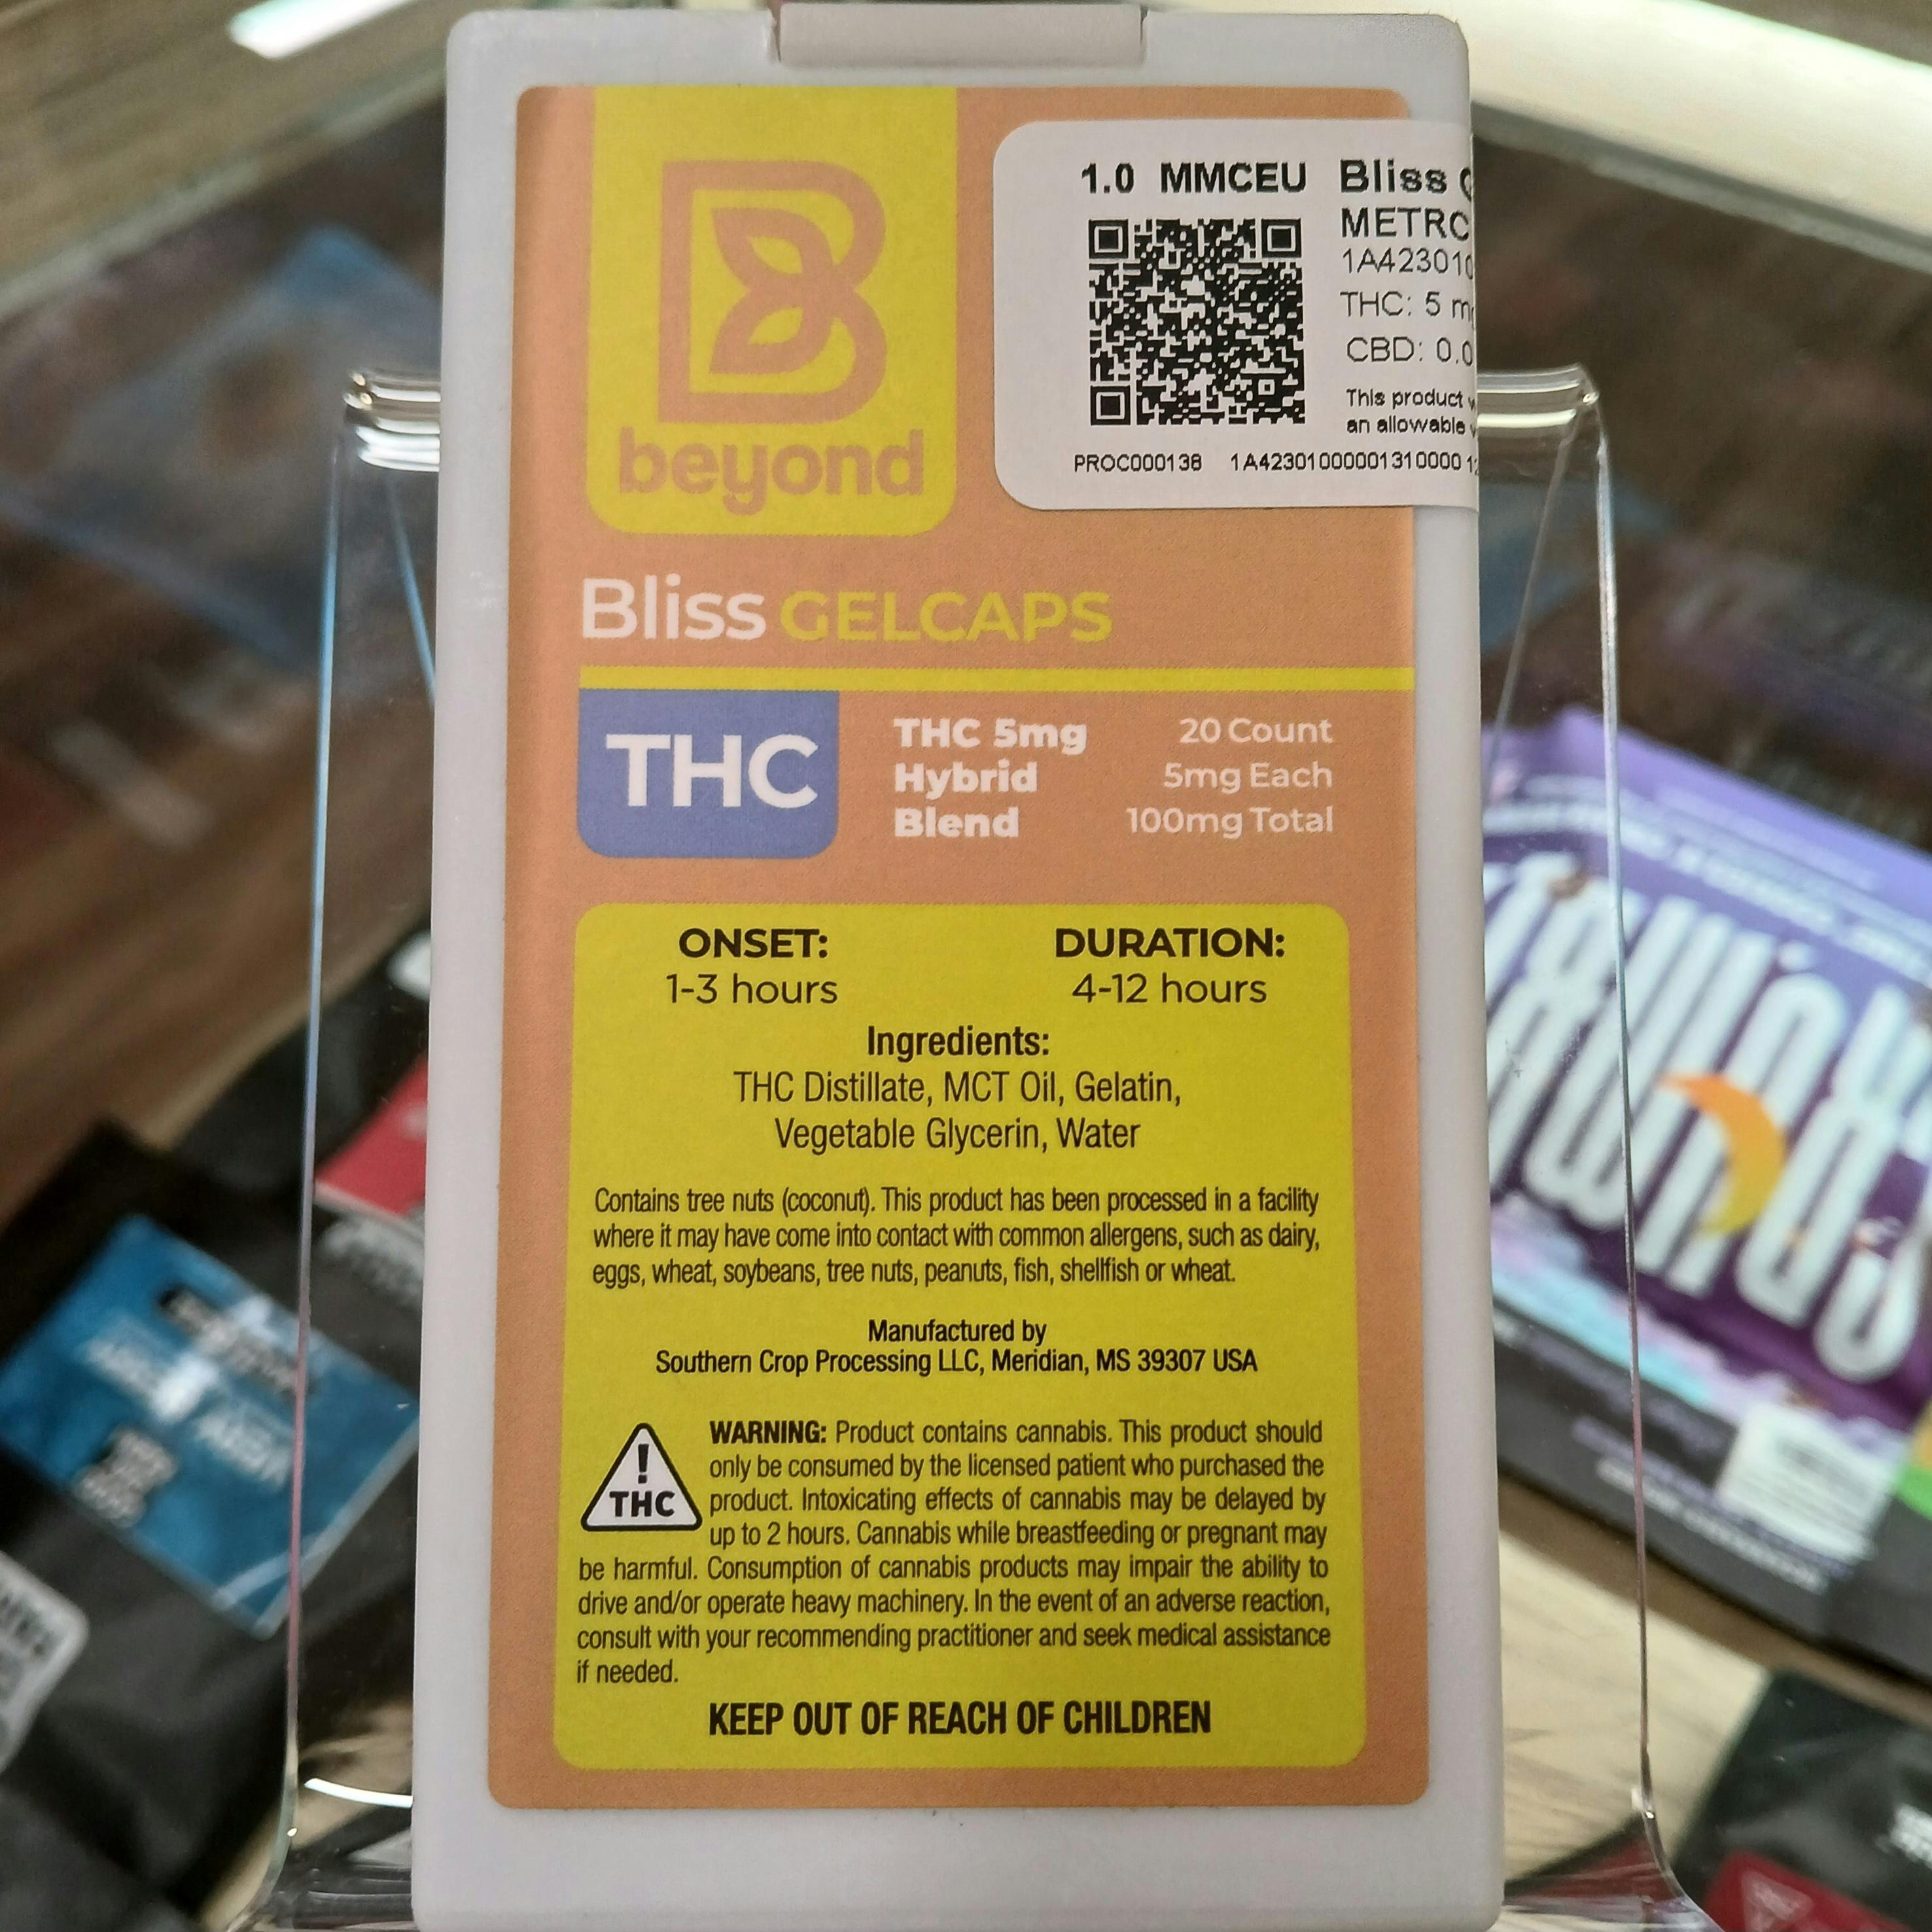 beyond
1.0 MMCEU Bliss
METRC
1A423010
THC: 5 m
CBD: 0.0
This product
an allowable
PROC000138 1A42301000001310000
Bliss GELCAPS
THC
THC 5mg
Hybrid
Blend
20 Count
5mg Each
100mg Total
ONSET:
1-3 hours
DURATION:
4-12 hours
Ingredients:
THC Distillate, MCT Oil, Gelatin,
Vegetable Glycerin, Water
Contains tree nuts (coconut). This product has been processed in a facility
where it may have come into contact with common allergens, such as dairy,
eggs, wheat, soybeans, tree nuts, peanuts, fish, shellfish or wheat.
Manufactured by
Southern Crop Processing LLC, Meridian, MS 39307 USA
! THC
WARNING: Product contains cannabis. This product should
only be consumed by the licensed patient who purchased the
product. Intoxicating effects of cannabis may be delayed by
up to 2 hours. Cannabis while breastfeeding or pregnant may
be harmful. Consumption of cannabis products may impair the ability to
drive and/or operate heavy machinery. In the event of an adverse reaction,
consult with your recommending practitioner and seek medical assistance
if needed.
KEEP OUT OF REACH OF CHILDREN